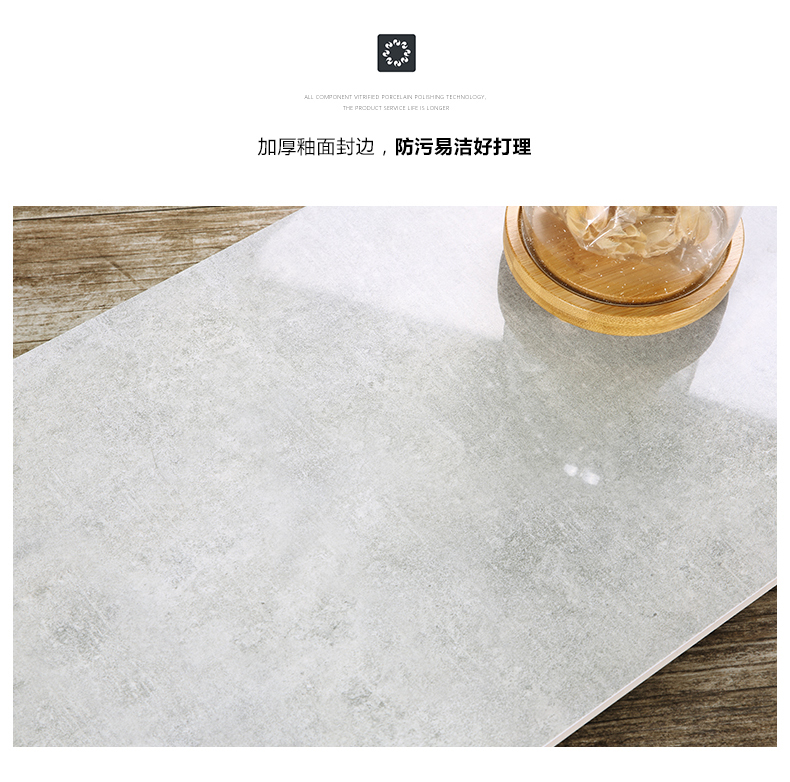 ALL COMPONENT VITRIFIED PORCELAIN POLISHING TECHNOLOGY.
THE PRODUCT SERVICE LIFE IS LONGER
加厚釉面封边，防污易洁好打理